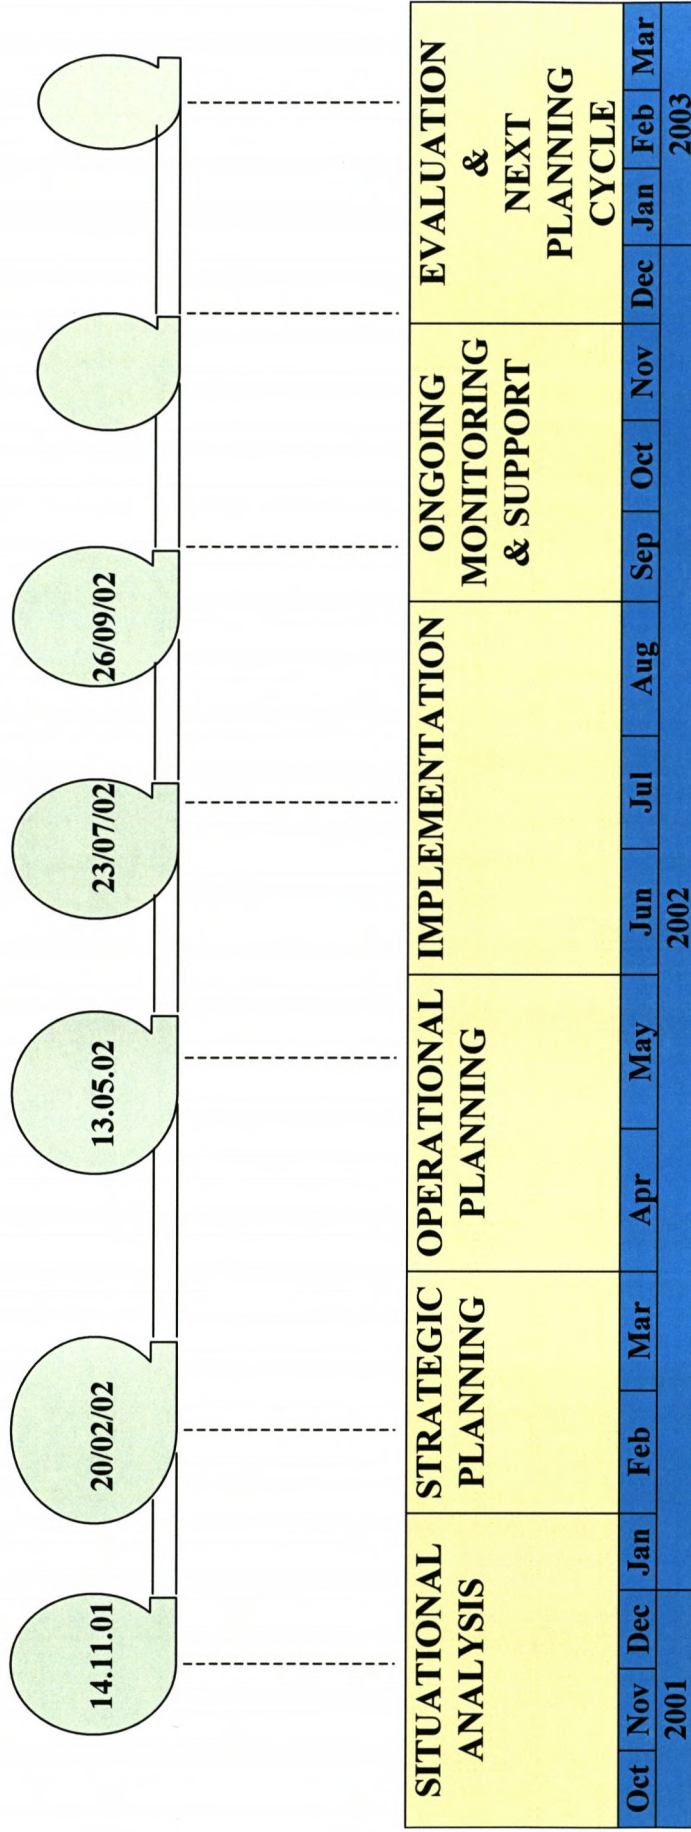 14.11.01
20/02/02
13.05.02
23/07/02
26/09/02
SITUATIONAL
ANALYSIS
STRATEGIC
PLANNING
OPERATIONAL
PLANNING
IMPLEMENTATION
ONGOING
MONITORING
& SUPPORT
EVALUATION
&
NEXT
PLANNING
CYCLE
Oct Nov Dec Jan Feb Mar Apr May Jun Jul Aug Sep Oct Nov Dec Jan Feb Mar
2001 2002 2003